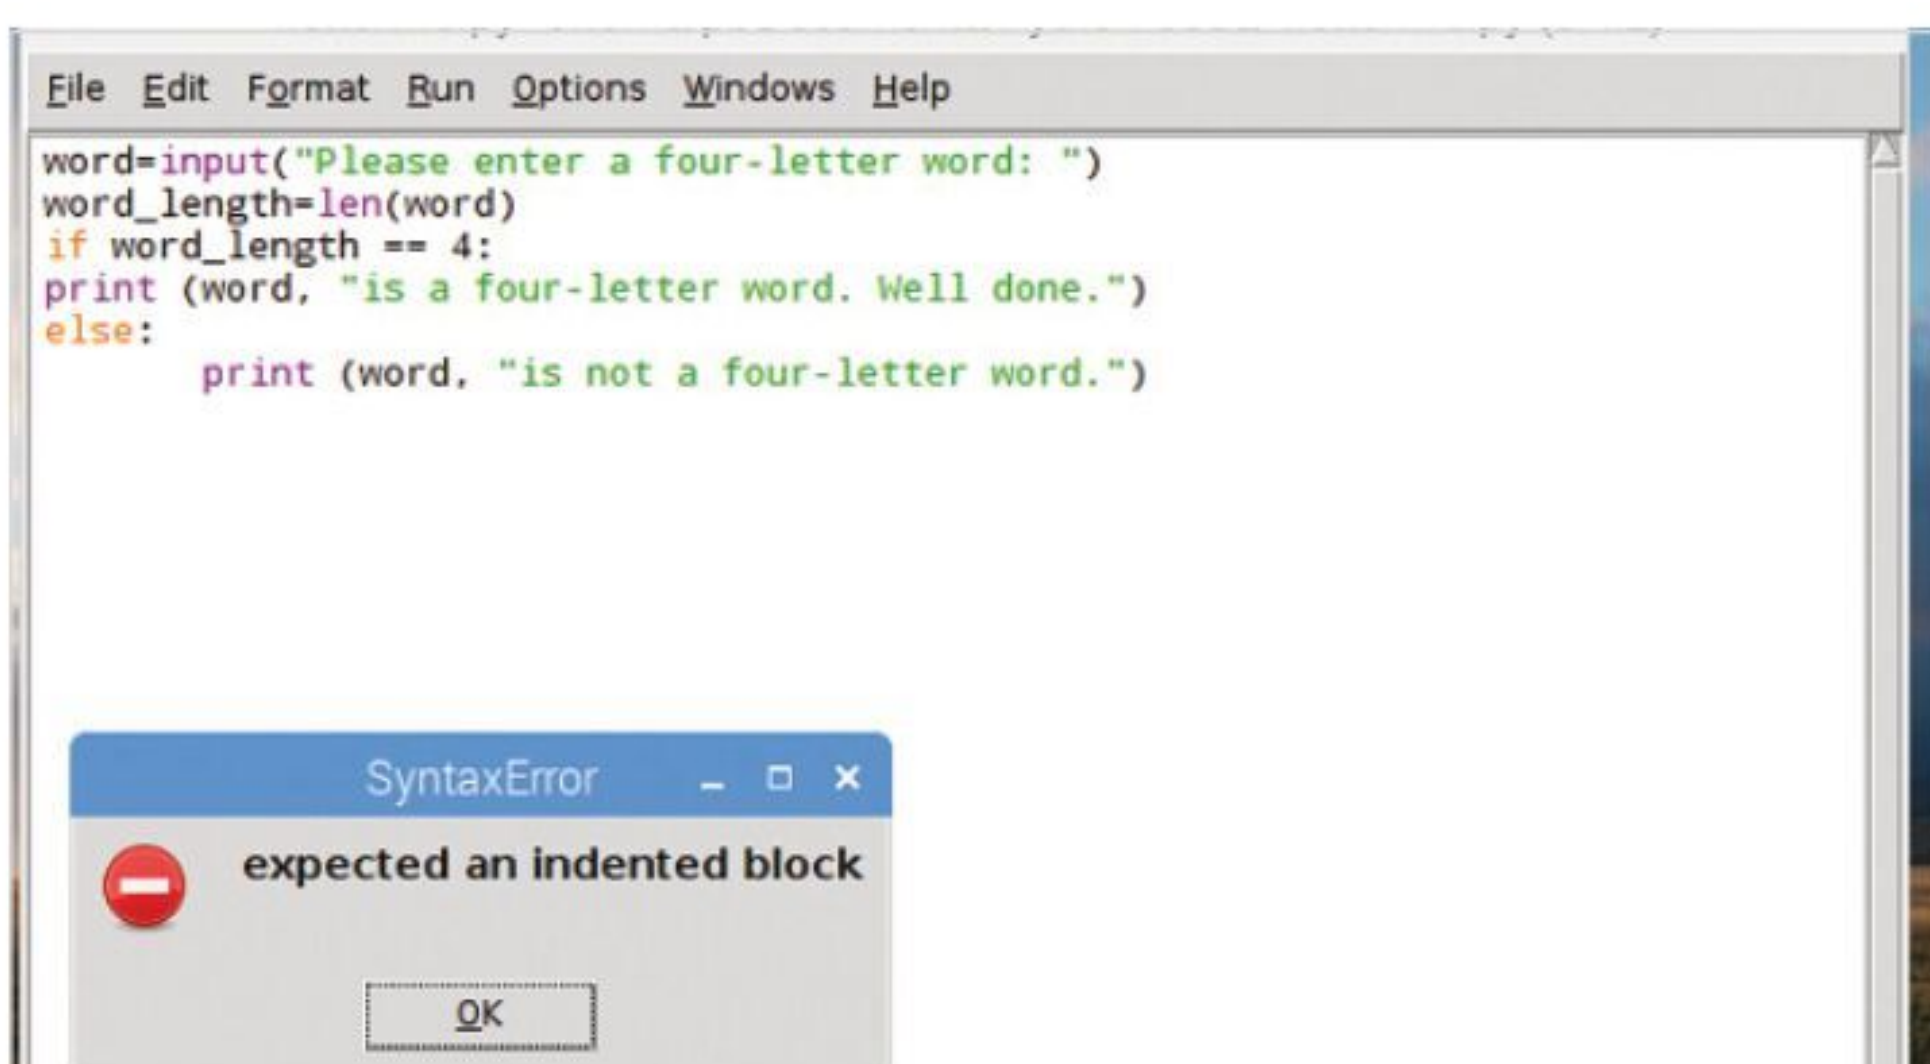 File Edit Format Run Options Windows Help
word=input("Please enter a four-letter word: ")
word_length=len(word)
if word_length == 4:
print (word, "is a four-letter word. Well done.")
else:
        print (word, "is not a four-letter word.")
SyntaxError
expected an indented block
OK